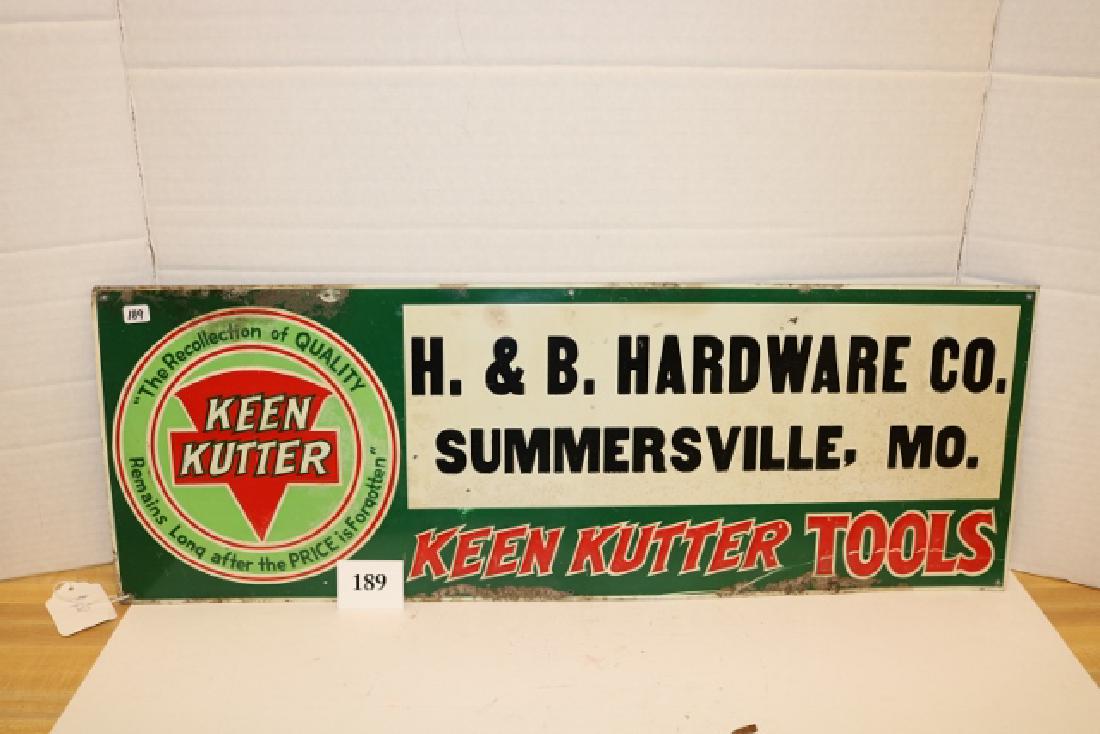 189
"The Recollection of QUALITY
Remains Long after the PRICE is Forgotten"
KEEN
KUTTER
H. & B. HARDWARE CO.
SUMMERSVILLE, MO.
KEEN KUTTER TOOLS
189